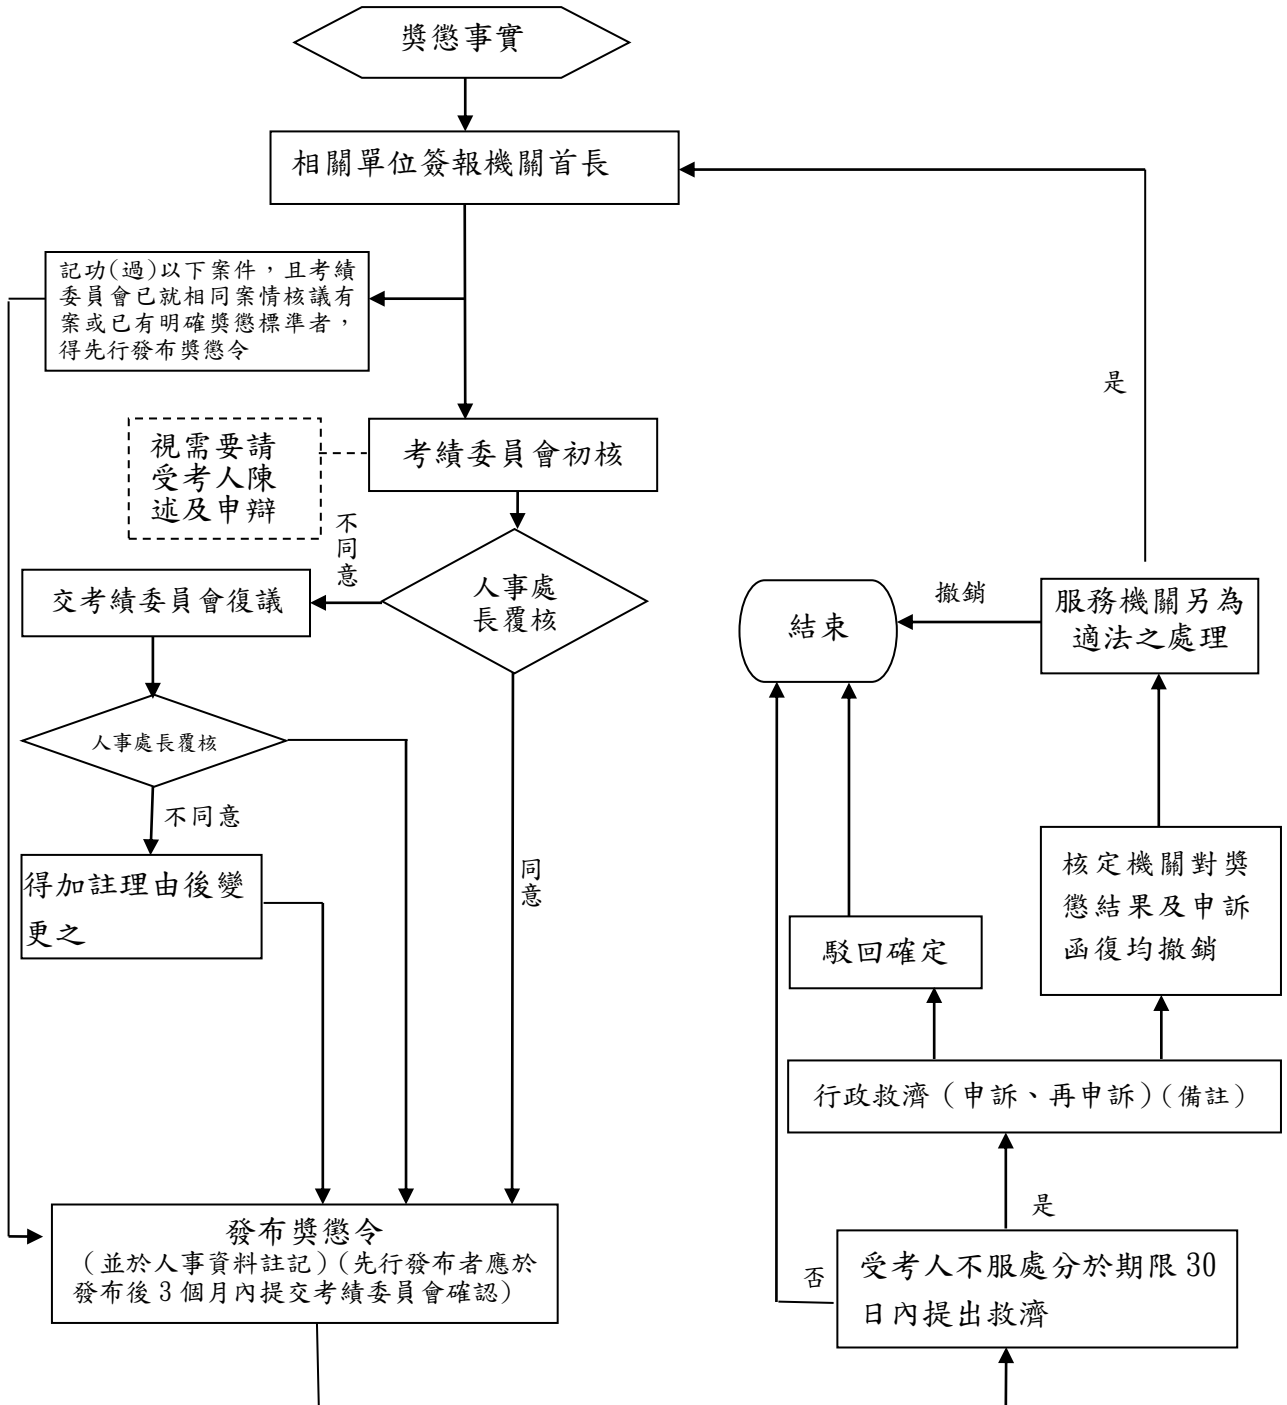 獎懲事實
相關單位簽報機關首長
記功(過)以下案件，且考績
委員會已就相同案情核議有
案或已有明確獎懲標準者，
得先行發布獎懲令
是
視需要請
受考人陳
述及申辯
考績委員會初核
不同意
交考績委員會復議
人事處
長覆核
結束
撤銷
服務機關另為
適法之處理
人事處長覆核
不同意
得加註理由後變
更之
同意
核定機關對獎
懲結果及申訴
函復均撤銷
駁回確定
行政救濟（申訴、再申訴）（備註）
是
發布獎懲令
（並於人事資料註記）（先行發布者應於
發布後 3 個月內提交考績委員會確認）
否
受考人不服處分於期限 30
日內提出救濟